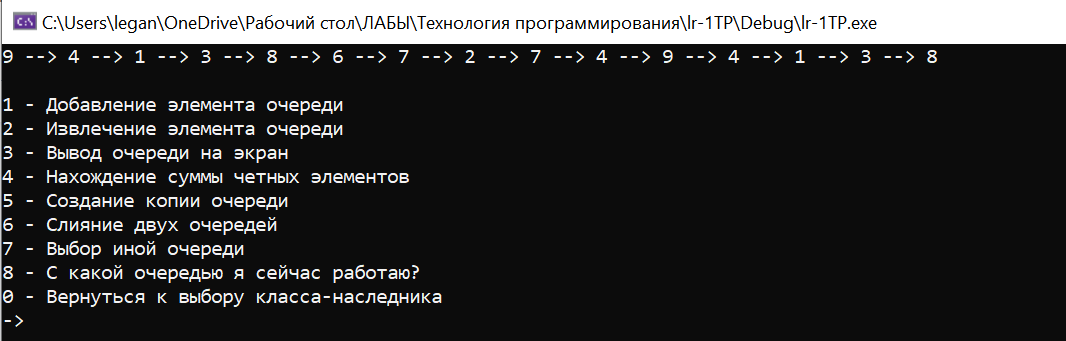 C:\Users\legan\OneDrive\Рабочий стол\ЛАБЫ\Технология программирования\lr-1TP\Debug\lr-1TP.exe
9 --> 4 --> 1 --> 3 --> 8 --> 6 --> 7 --> 2 --> 7 --> 4 --> 9 --> 4 --> 1 --> 3 --> 8
1 - Добавление элемента очереди
2 - Извлечение элемента очереди
3 - Вывод очереди на экран
4 - Нахождение суммы четных элементов
5 - Создание копии очереди
6 - Слияние двух очередей
7 - Выбор иной очереди
8 - С какой очередью я сейчас работаю?
0 - Вернуться к выбору класса-наследника
->